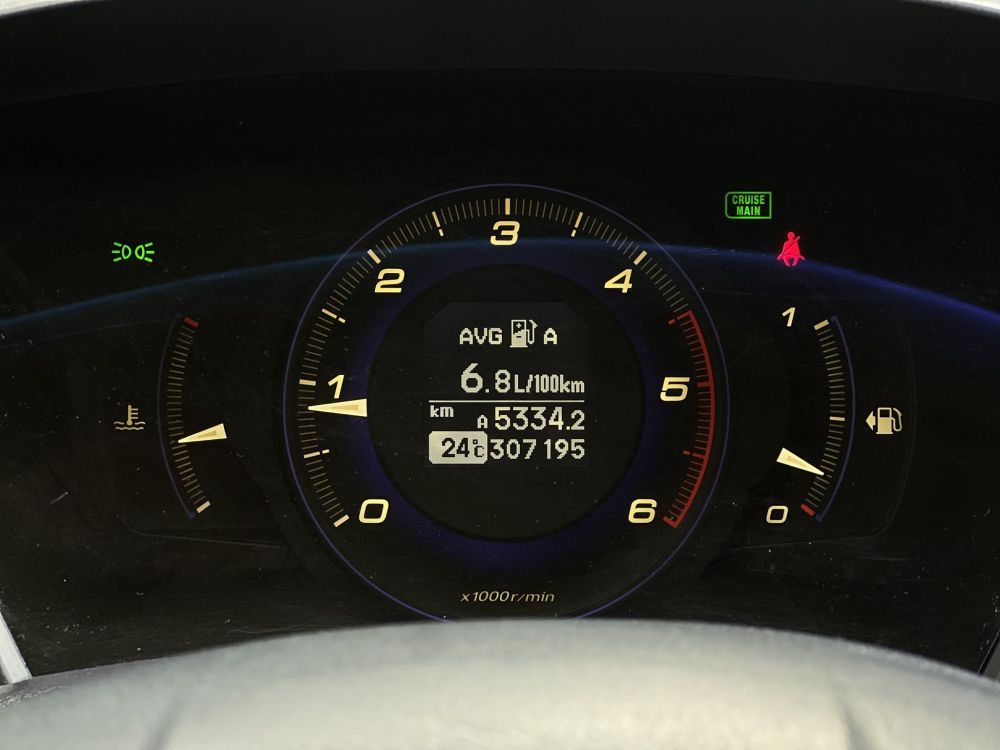 CRUISE
MAIN
3
2
4
1
1
5
0
6
0
AVG A
6.8L/100km
km
A 5334.2
24°C 307195
x1000r/min